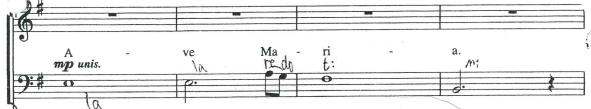 A - ve Ma - ri - a.
mp unis. la re do ti mi
la